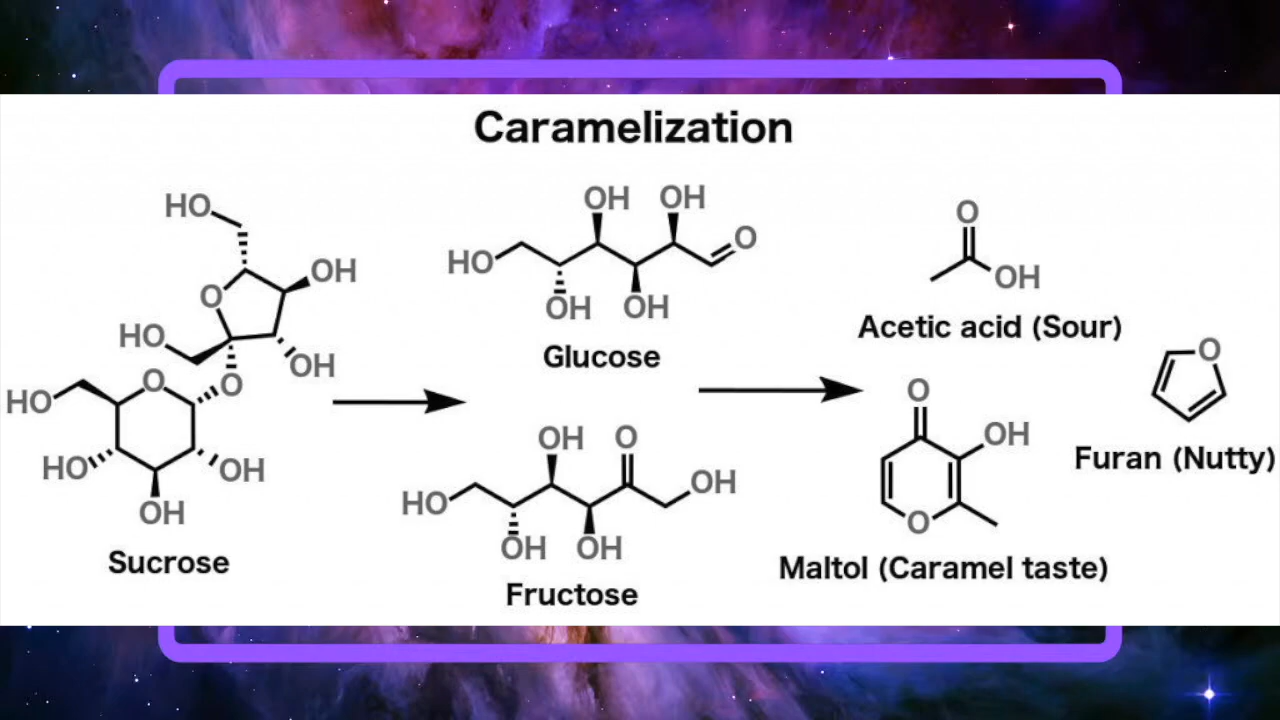 Caramelization
HO
O
OH
HO
OH
O
O
HO
HO
OH
OH
Sucrose
OH
OH
O
HO
OH
OH
Glucose
OH
O
HO
OH
OH
OH
Fructose
O
OH
Acetic acid (Sour)
O
OH
O
Maltol (Caramel taste)
O
Furan (Nutty)